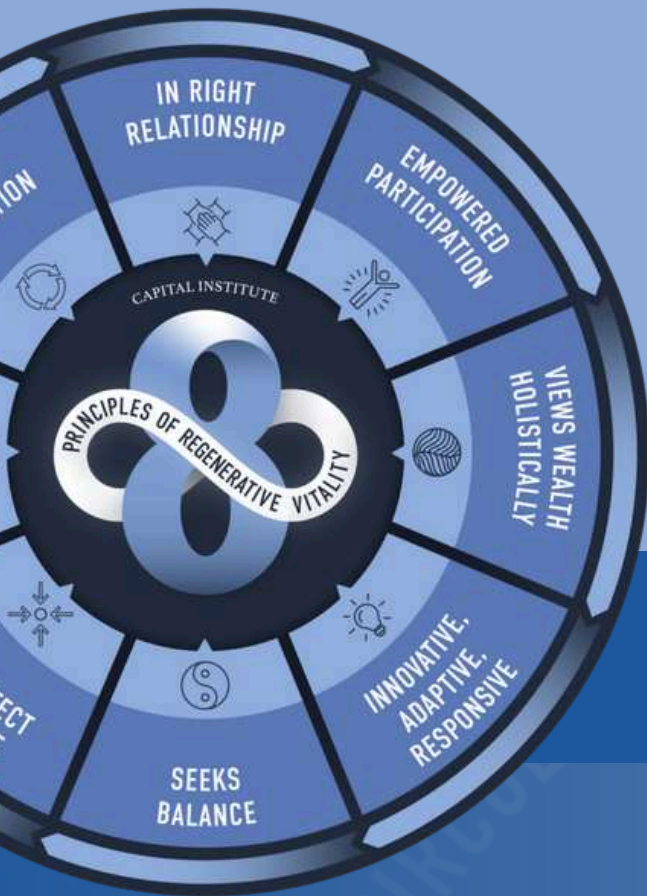 IN RIGHT
RELATIONSHIP
EMPOWERED
PARTICIPATION
VIEWS WEALTH
HOLISTICALLY
INNOVATIVE,
ADAPTIVE,
RESPONSIVE
SEEKS
BALANCE
CAPITAL INSTITUTE
8
PRINCIPLES OF REGENERATIVE VITALITY